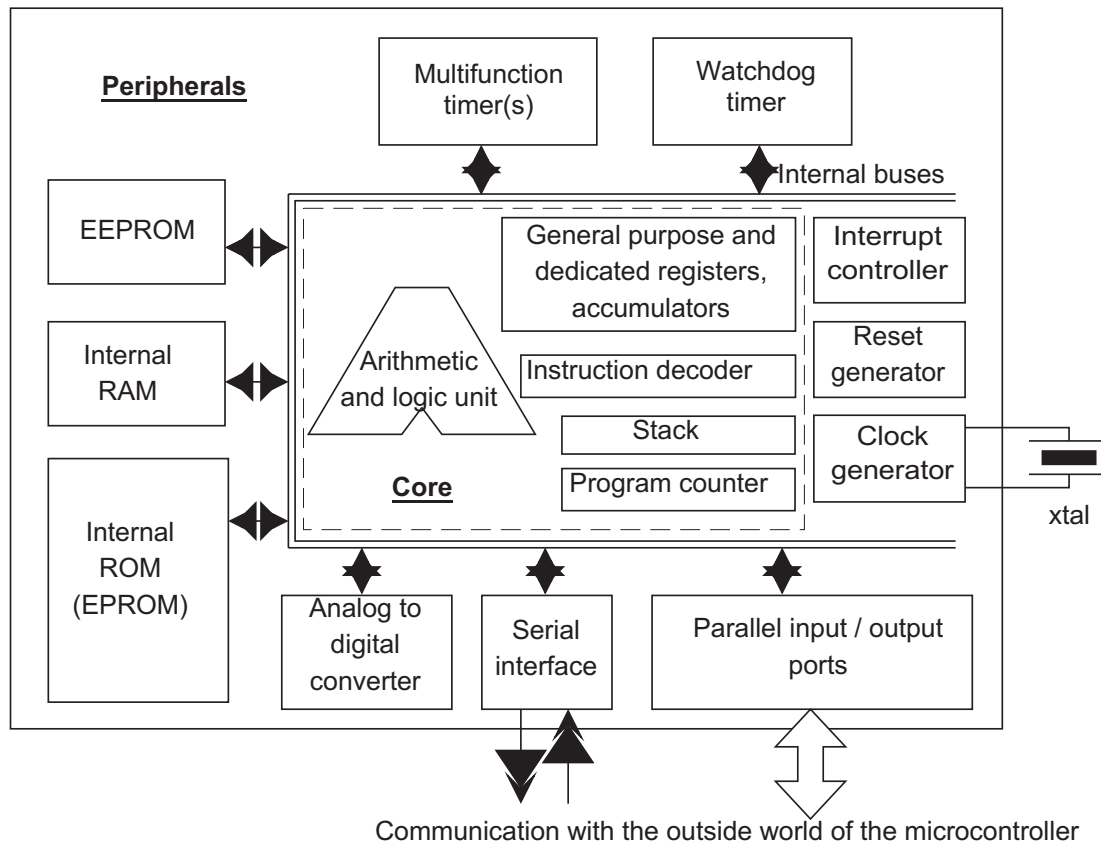 Peripherals
Multifunction
timer(s)
Watchdog
timer
Internal buses
EEPROM
General purpose and
dedicated registers,
accumulators
Interrupt
controller
Internal
RAM
Arithmetic
and logic unit
Instruction decoder
Reset
generator
Stack
Clock
generator
Core
Program counter
xtal
Internal
ROM
(EPROM)
Analog to
digital
converter
Serial
interface
Parallel input / output
ports
Communication with the outside world of the microcontroller